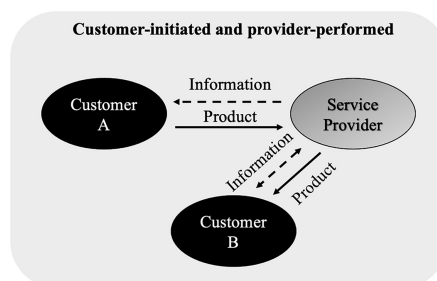 Customer-initiated and provider-performed
Information
Customer
A
Product
Service
Provider
Information
Product
Customer
B